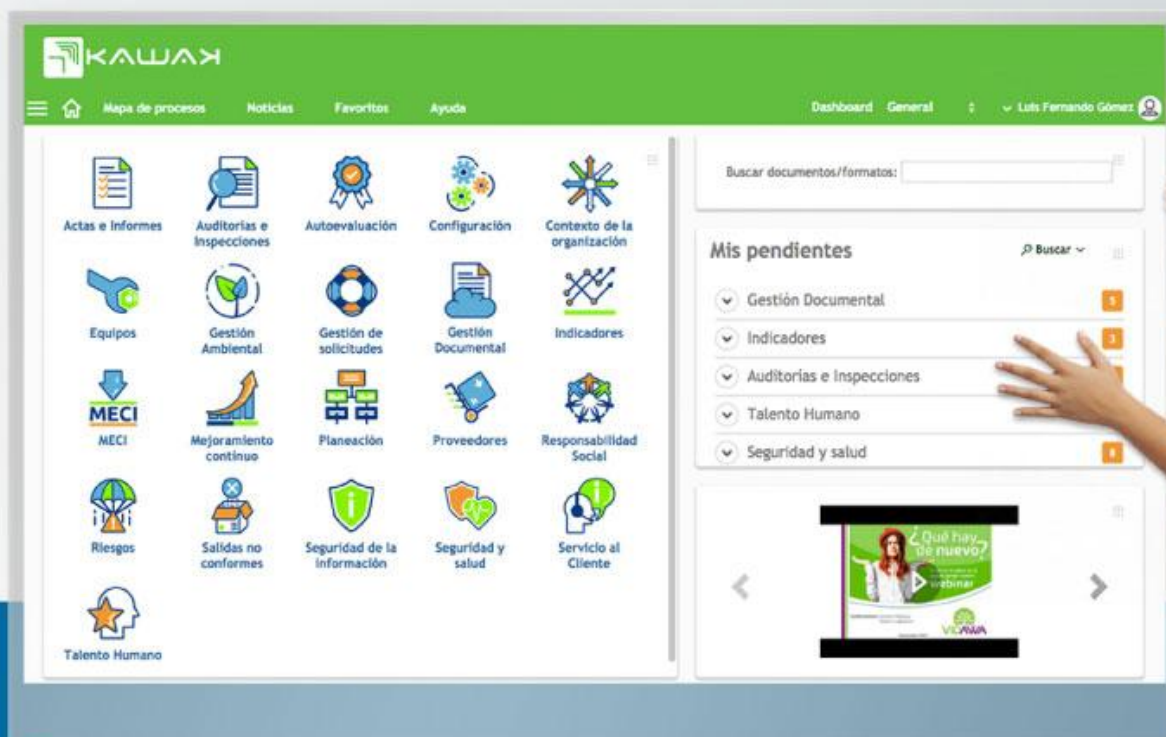 KAWAK
Mapa de procesos Noticias Favoritos Ayuda
Dashboard General Luis Fernando Gómez
Actas e Informes
Auditorias e
Inspecciones
Autoevaluación
Configuración
Contexto de la
organización
Equipos
Gestión
Ambiental
Gestión de
solicitudes
Gestión
Documental
Indicadores
MECI
MECI
Mejoramiento
continuo
Planeación
Proveedores
Responsabilidad
Social
Riesgos
Salidas no
conformes
Seguridad de la
información
Seguridad y
salud
Servicio al
Cliente
Talento Humano
Buscar documentos/formatos:
Mis pendientes
Buscar
Gestión Documental 5
Indicadores 3
Auditorías e Inspecciones
Talento Humano
Seguridad y salud 8
¿Qué hay
de nuevo?
webinar